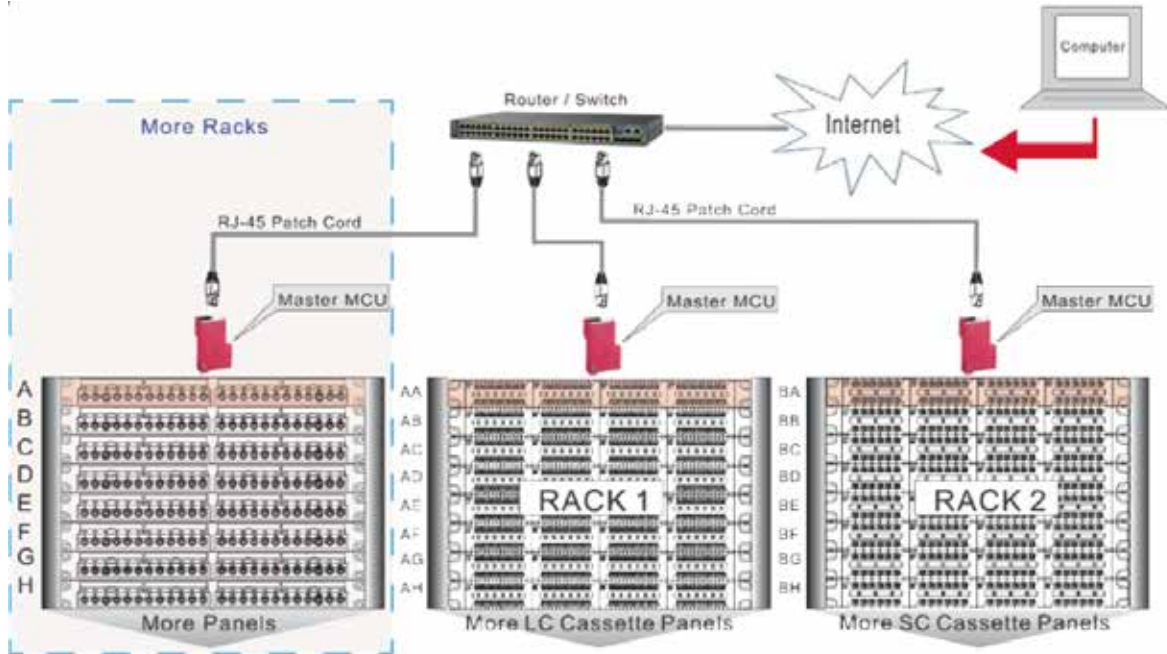 Computer
Router / Switch
Internet
More Racks
RJ-45 Patch Cord
RJ-45 Patch Cord
Master MCU
Master MCU
Master MCU
A
B
C
D
E
F
G
H
More Panels
AA
AB
AC
AD
AE
AF
AG
AH
RACK 1
More LC Cassette Panels
BA
BB
BC
BD
BE
BF
BG
BH
RACK 2
More SC Cassette Panels